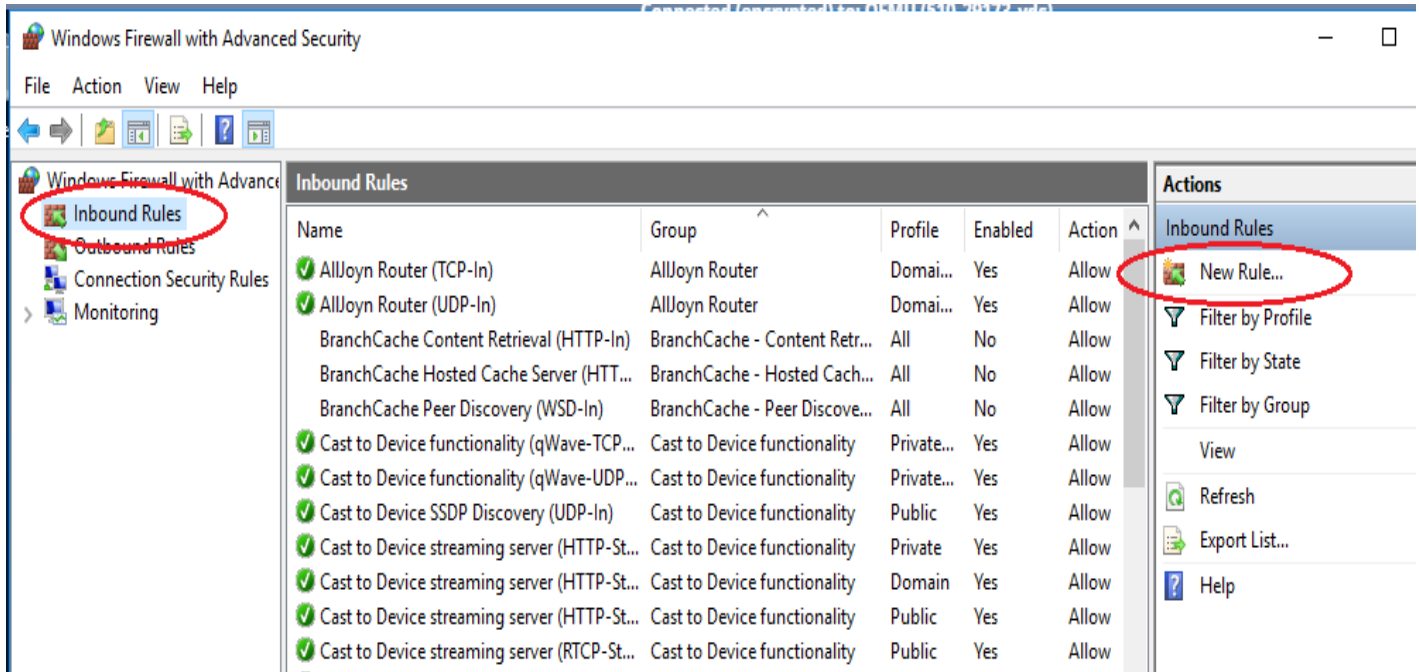 Connected (encrypted) to: QEMU (510-29173-vds)
Windows Firewall with Advanced Security
File Action View Help
Windows Firewall with Advance
Inbound Rules
Outbound Rules
Connection Security Rules
Monitoring
Inbound Rules
Name Group Profile Enabled Action
AllJoyn Router (TCP-In) AllJoyn Router Domai... Yes Allow
AllJoyn Router (UDP-In) AllJoyn Router Domai... Yes Allow
BranchCache Content Retrieval (HTTP-In) BranchCache - Content Retr... All No Allow
BranchCache Hosted Cache Server (HTT... BranchCache - Hosted Cach... All No Allow
BranchCache Peer Discovery (WSD-In) BranchCache - Peer Discove... All No Allow
Cast to Device functionality (qWave-TCP... Cast to Device functionality Private... Yes Allow
Cast to Device functionality (qWave-UDP... Cast to Device functionality Private... Yes Allow
Cast to Device SSDP Discovery (UDP-In) Cast to Device functionality Public Yes Allow
Cast to Device streaming server (HTTP-St... Cast to Device functionality Private Yes Allow
Cast to Device streaming server (HTTP-St... Cast to Device functionality Domain Yes Allow
Cast to Device streaming server (HTTP-St... Cast to Device functionality Public Yes Allow
Cast to Device streaming server (RTCP-St... Cast to Device functionality Public Yes Allow
Actions
Inbound Rules
New Rule...
Filter by Profile
Filter by State
Filter by Group
View
Refresh
Export List...
Help